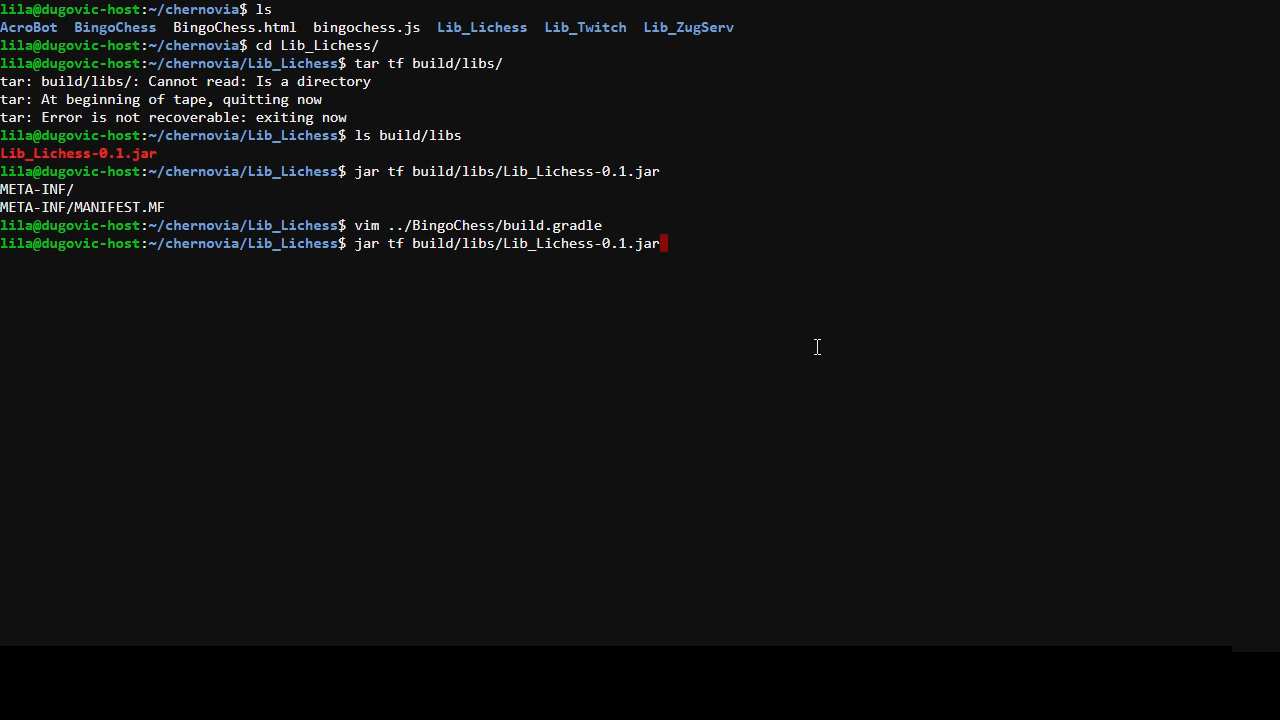 lila@dugovic-host:~/chernovia$ ls
AcroBot  BingoChess  BingoChess.html  bingochess.js  Lib_Lichess  Lib_Twitch  Lib_ZugServ
lila@dugovic-host:~/chernovia$ cd Lib_Lichess/
lila@dugovic-host:~/chernovia/Lib_Lichess$ tar tf build/libs/
tar: build/libs/: Cannot read: Is a directory
tar: At beginning of tape, quitting now
tar: Error is not recoverable: exiting now
lila@dugovic-host:~/chernovia/Lib_Lichess$ ls build/libs
Lib_Lichess-0.1.jar
lila@dugovic-host:~/chernovia/Lib_Lichess$ jar tf build/libs/Lib_Lichess-0.1.jar
META-INF/
META-INF/MANIFEST.MF
lila@dugovic-host:~/chernovia/Lib_Lichess$ vim ../BingoChess/build.gradle
lila@dugovic-host:~/chernovia/Lib_Lichess$ jar tf build/libs/Lib_Lichess-0.1.jar